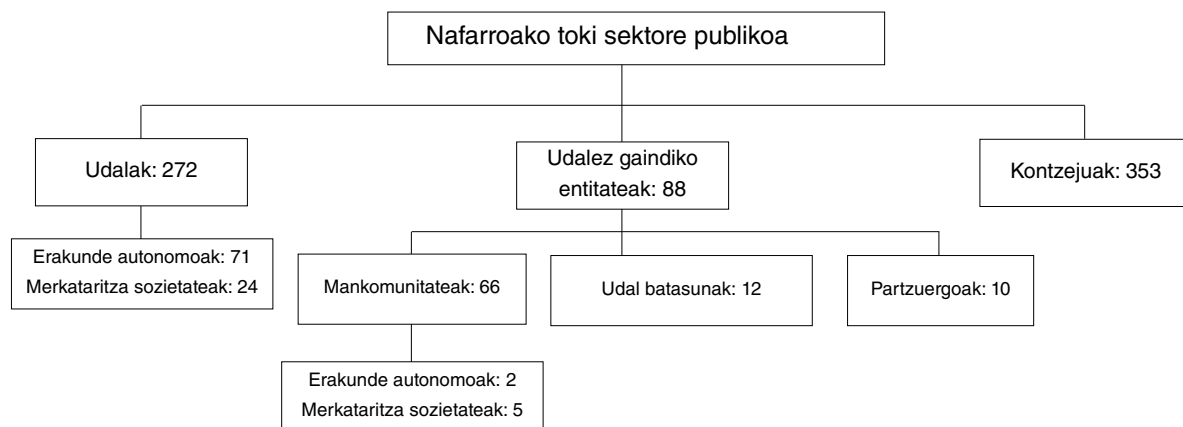 Nafarroako toki sektore publikoa
Udalak: 272
Udalez gaindiko
entitateak: 88
Kontzejuak: 353
Erakunde autonomoak: 71
Merkataritza sozietateak: 24
Mankomunitateak: 66
Udal batasunak: 12
Partzuergoak: 10
Erakunde autonomoak: 2
Merkataritza sozietateak: 5